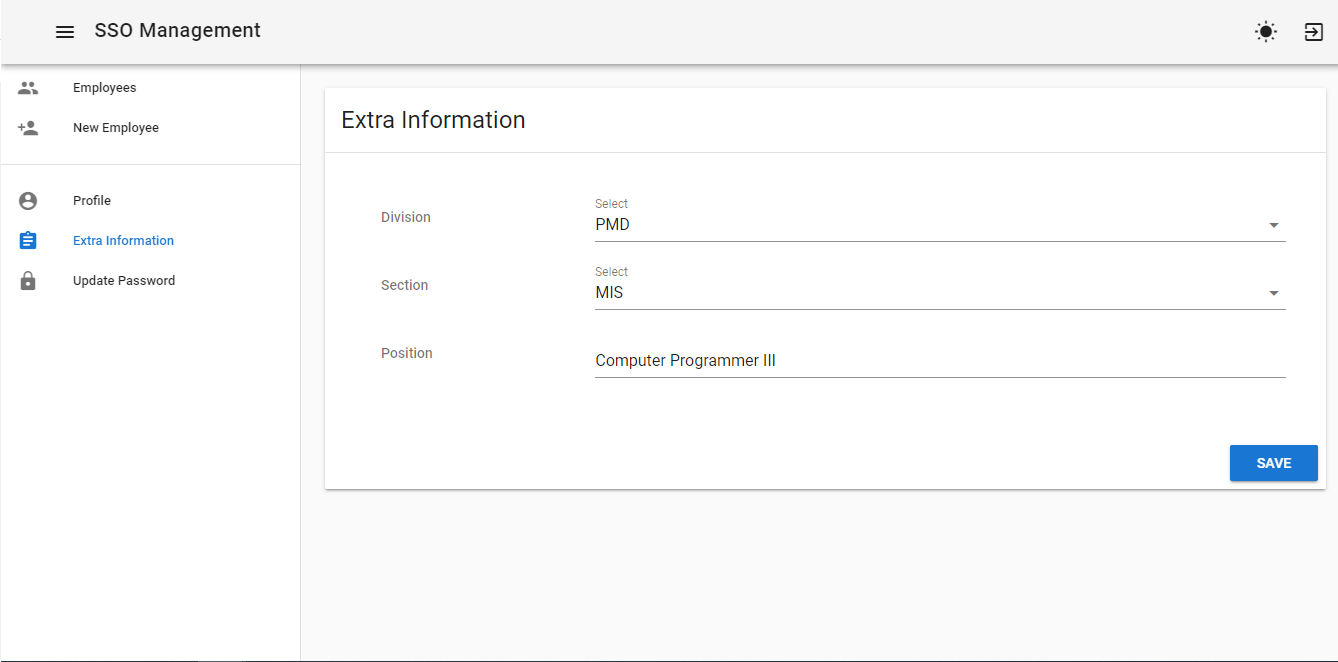 SSO Management
Employees
New Employee
Profile
Extra Information
Update Password
Extra Information
Division
Select
PMD
Section
Select
MIS
Position
Computer Programmer III
SAVE